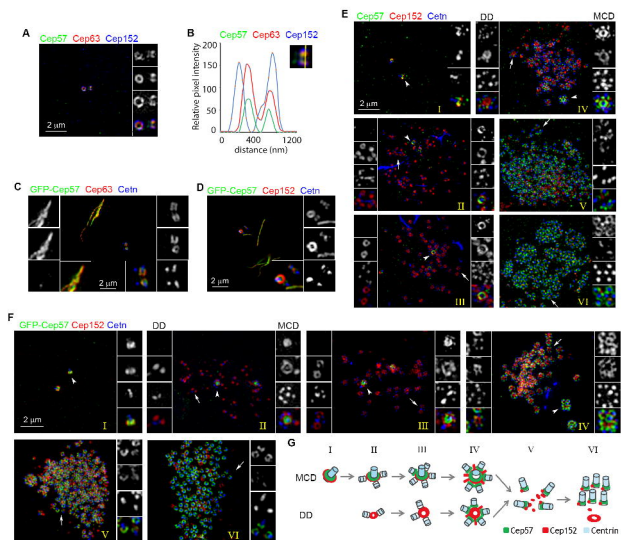 A
Cep57 Cep63 Cep152
2 μm
B
Cep57 Cep63 Cep152
Relative pixel intensity
200
150
100
50
0
0 400 800 1200
distance (nm)
C
GFP-Cep57 Cep63 Cetn
2 μm
D
GFP-Cep57 Cep152 Cetn
2 μm
E
Cep57 Cep152 Cetn DD MCD
2 μm
I
IV
II
V
III
VI
F
GFP-Cep57 Cep152 Cetn DD MCD
2 μm
I
II
III
IV
V
VI
G
I II III IV V VI
MCD
DD
Cep57 Cep152 Centrin